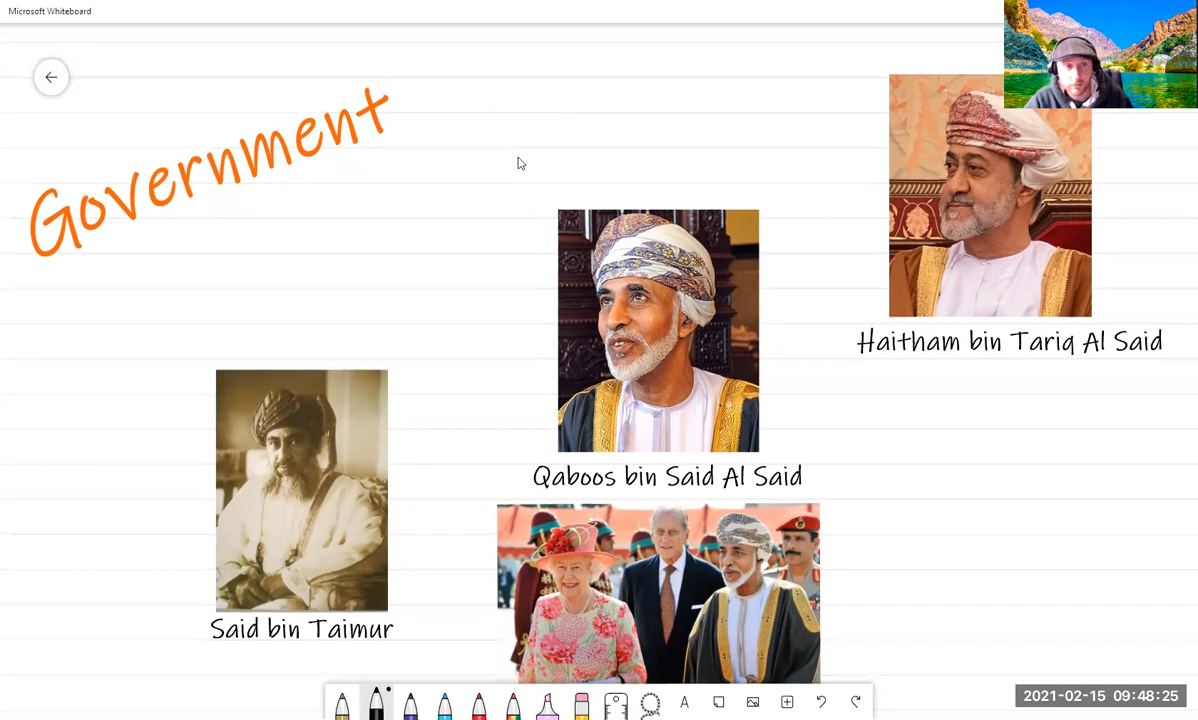 Microsoft Whiteboard
Government
Haitham bin Tariq Al Said
Qaboos bin Said Al Said
Said bin Taimur
A
2021-02-15 09:48:25